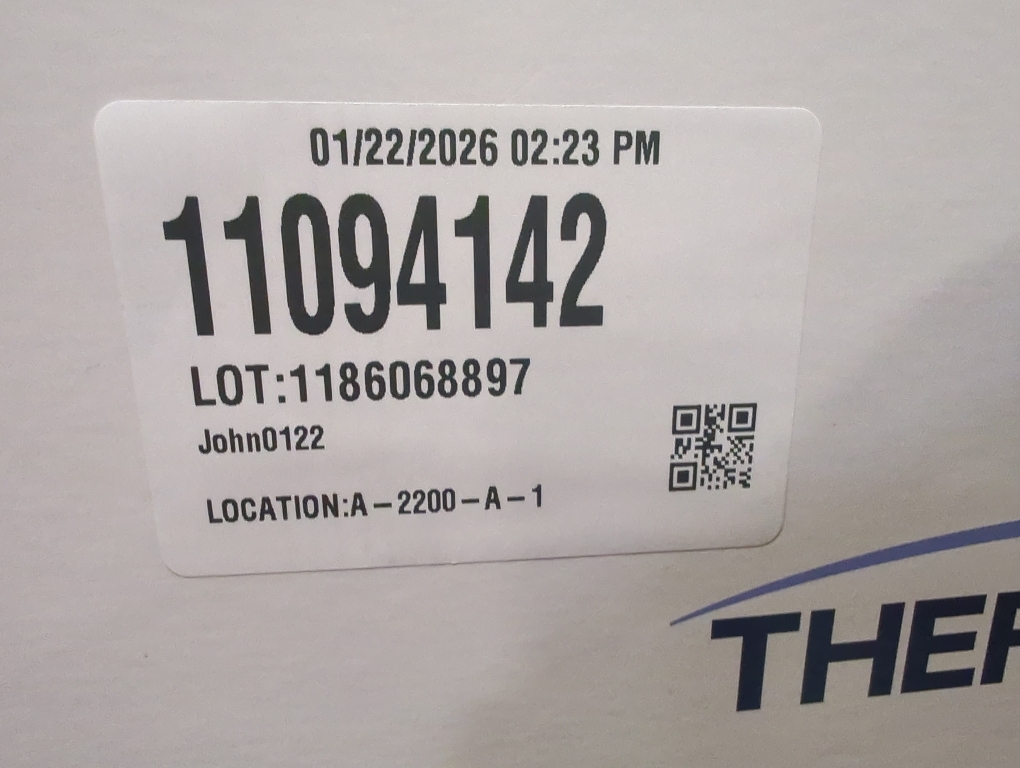 01/22/2026 02:23 PM
11094142
LOT:1186068897
John0122
LOCATION:A-2200-A-1